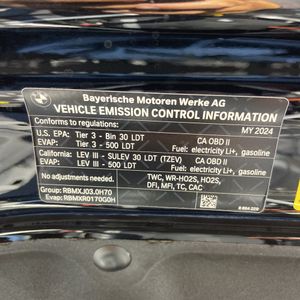 Bayerische Motoren Werke AG
VEHICLE EMISSION CONTROL INFORMATION
Conforms to regulations: MY 2024
U.S. EPA: Tier 3 - Bin 30 LDT CA OBD II
EVAP: Tier 3 - 500 LDT Fuel: electricity Li+, gasoline
California: LEV III - SULEV 30 LDT (TZEV) CA OBD II
EVAP: LEV III - 500 LDT Fuel: electricity Li+, gasoline
No adjustments needed. TWC, WR-HO2S, HO2S,
Group: RBMXJ03.0H70 DFI, MFI, TC, CAC
Evap: RBMXR0170G0H